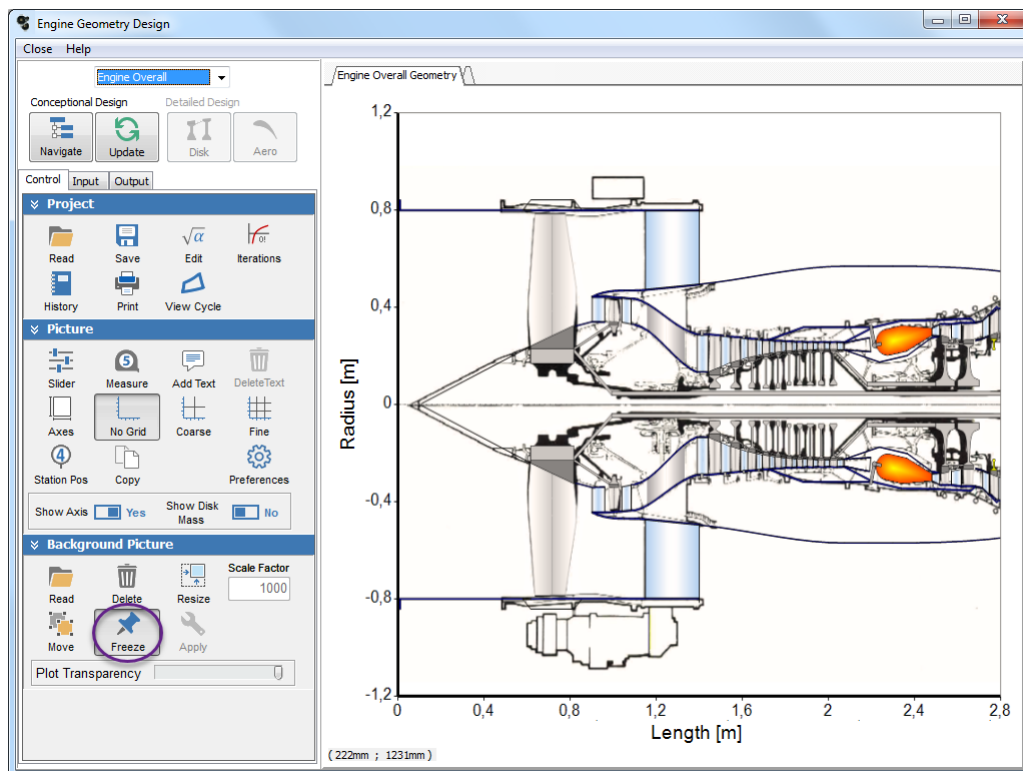 Engine Geometry Design
Close Help
Engine Overall
Conceptional Design Detailed Design
Navigate Update Disk Aero
Control Input Output
Project
Read Save √α Edit 0! Iterations
History Print View Cycle
Picture
Slider 5 Measure Add Text DeleteText
Axes No Grid Coarse Fine
4 Station Pos Copy Preferences
Show Axis Yes Show Disk Mass No
Background Picture
Read Delete Resize Scale Factor 1000
Move Freeze Apply
Plot Transparency
Engine Overall Geometry
1,2
0,8
0,4
0
-0,4
-0,8
-1,2
Radius [m]
0 0,4 0,8 1,2 1,6 2 2,4 2,8
Length [m]
(222mm ; 1231mm)